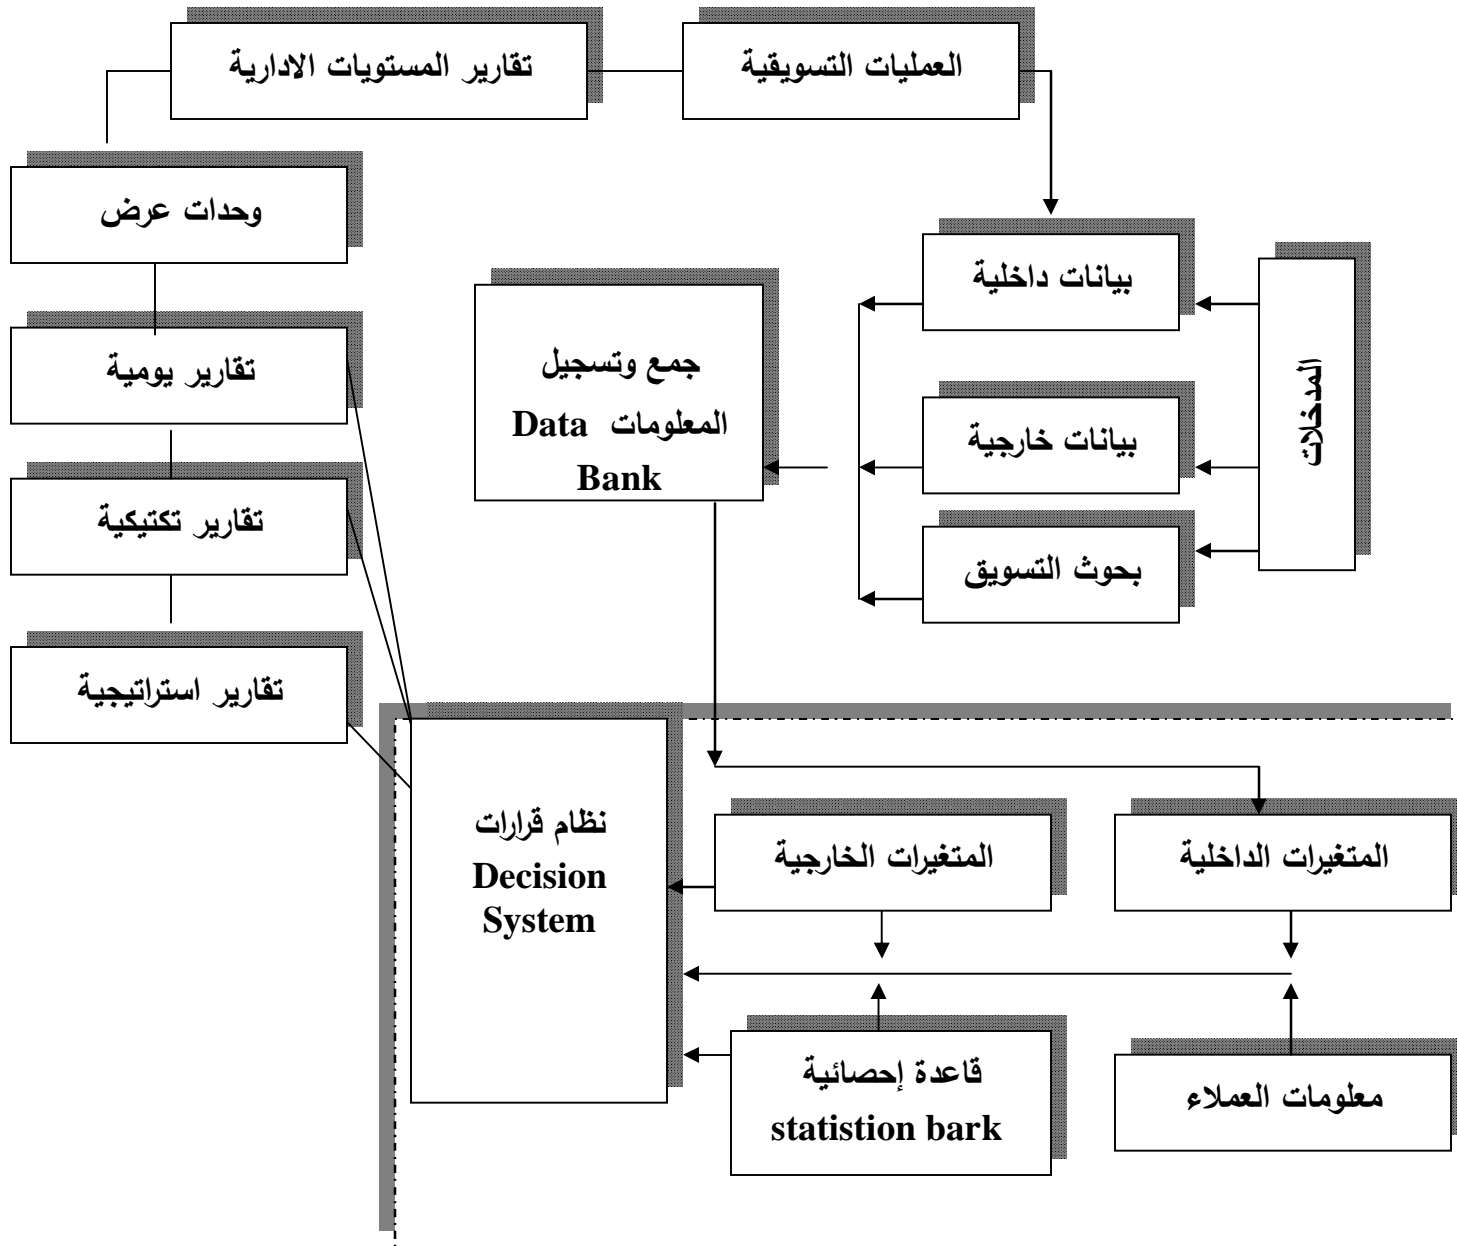 العمليات التسويقية
تقارير المستويات الادارية
وحدات عرض
بيانات داخلية
المدخلات
جمع وتسجيل
المعلومات Data
Bank
تقارير يومية
بيانات خارجية
تقارير تكتيكية
بحوث التسويق
تقارير استراتيجية
نظام قرارات
Decision
System
المتغيرات الخارجية
المتغيرات الداخلية
قاعدة إحصائية
statistion bark
معلومات العملاء